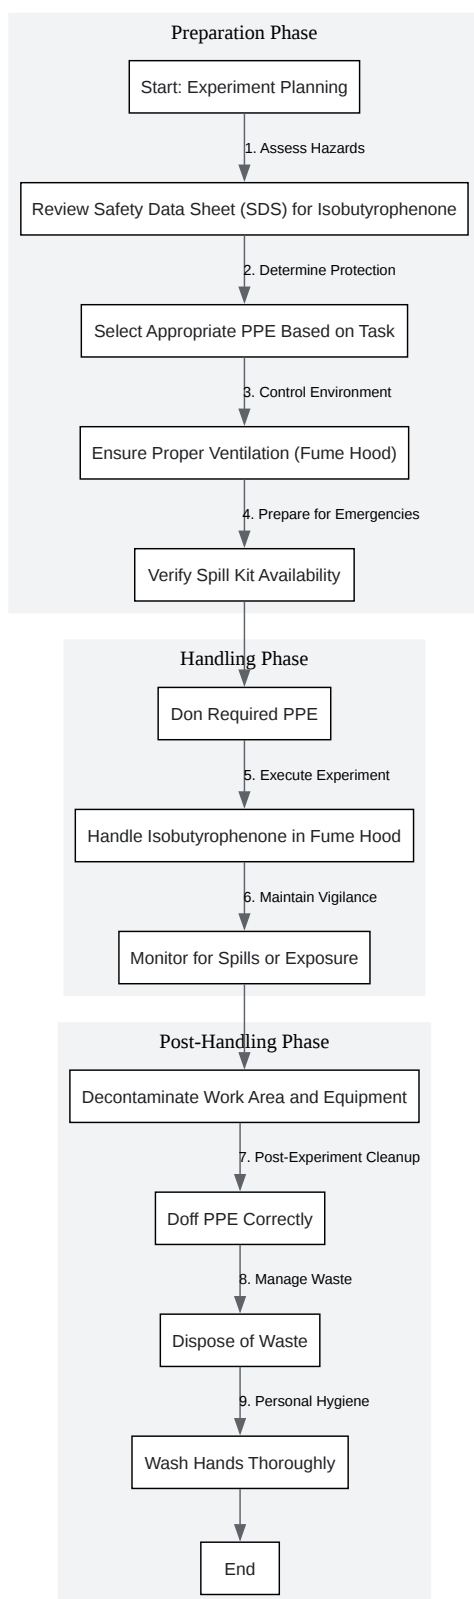 Preparation Phase
Start: Experiment Planning
1. Assess Hazards
Review Safety Data Sheet (SDS) for Isobutyrophenone
2. Determine Protection
Select Appropriate PPE Based on Task
3. Control Environment
Ensure Proper Ventilation (Fume Hood)
4. Prepare for Emergencies
Verify Spill Kit Availability
Handling Phase
Don Required PPE
5. Execute Experiment
Handle Isobutyrophenone in Fume Hood
6. Maintain Vigilance
Monitor for Spills or Exposure
Post-Handling Phase
Decontaminate Work Area and Equipment
7. Post-Experiment Cleanup
Doff PPE Correctly
8. Manage Waste
Dispose of Waste
9. Personal Hygiene
Wash Hands Thoroughly
End